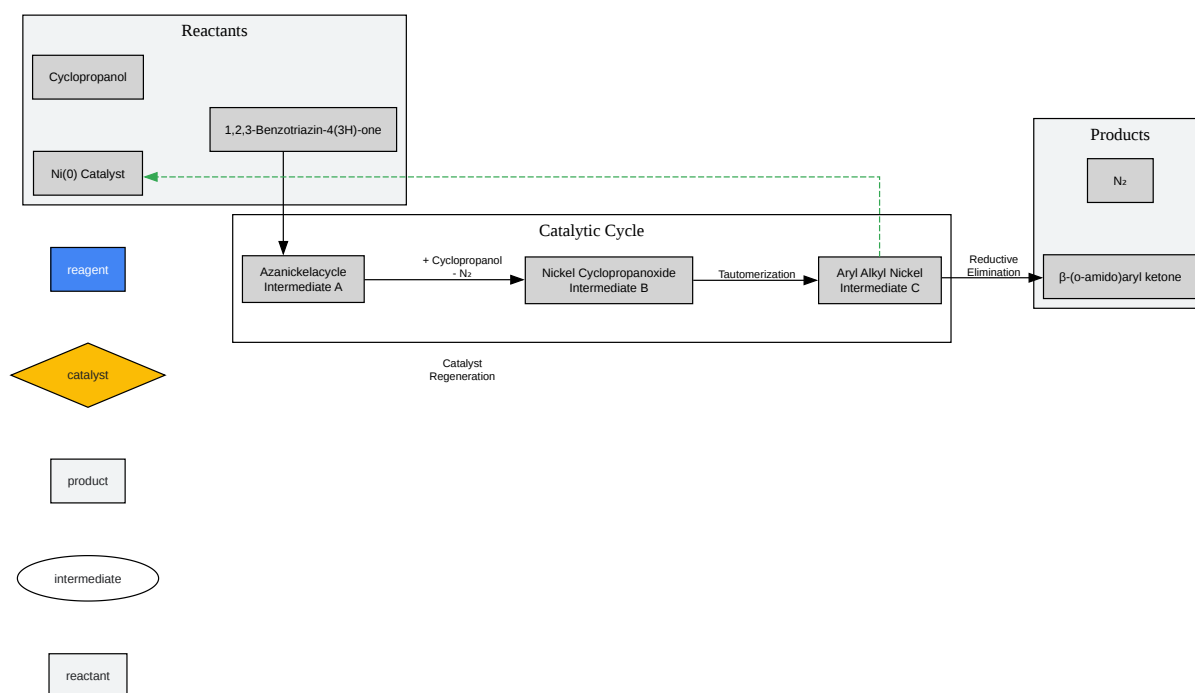 Reactants
Cyclopropanol
1,2,3-Benzotriazin-4(3H)-one
Ni(0) Catalyst
Products
N₂
β-(o-amido)aryl ketone
Catalytic Cycle
Azanickelacycle
Intermediate A
+ Cyclopropanol
- N₂
Nickel Cyclopropanoxide
Intermediate B
Tautomerization
Aryl Alkyl Nickel
Intermediate C
Reductive
Elimination
Catalyst
Regeneration
reagent
catalyst
product
intermediate
reactant